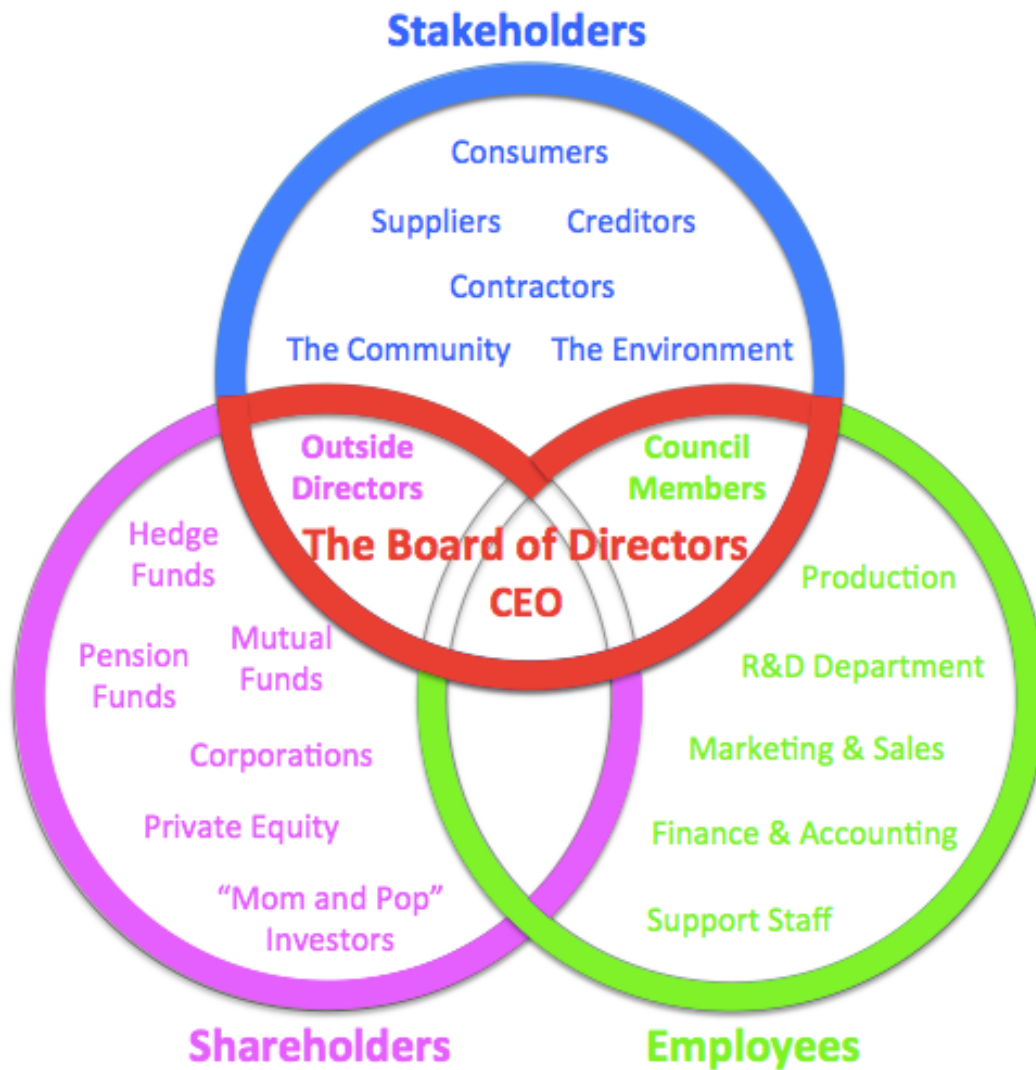 Stakeholders
Consumers
Suppliers
Creditors
Contractors
The Community
The Environment
Outside
Directors
Council
Members
The Board of Directors
CEO
Hedge
Funds
Pension
Funds
Mutual
Funds
Corporations
Private Equity
“Mom and Pop”
Investors
Production
R&D Department
Marketing & Sales
Finance & Accounting
Support Staff
Shareholders
Employees